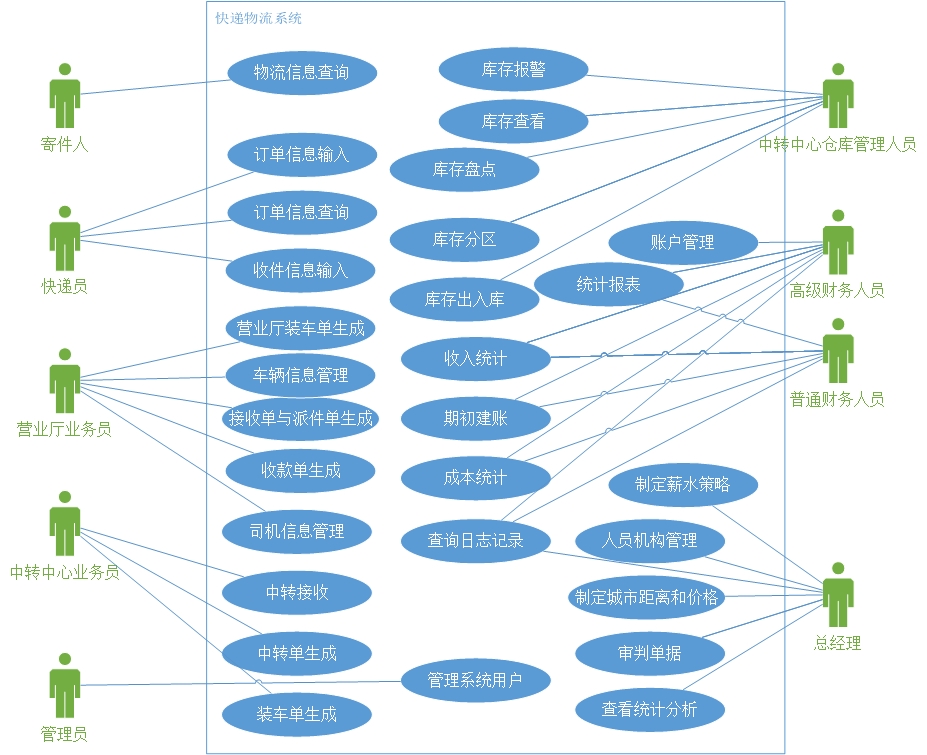 快递物流系统
物流信息查询
库存报警
寄件人
库存查看
中转中心仓库管理人员
订单信息输入
库存盘点
订单信息查询
库存分区
账户管理
收件信息输入
统计报表
快递员
高级财务人员
库存出入库
营业厅装车单生成
收入统计
车辆信息管理
普通财务人员
接收单与派件单生成
期初建账
营业厅业务员
收款单生成
成本统计
制定薪水策略
司机信息管理
查询日志记录
人员机构管理
中转中心业务员
中转接收
制定城市距离和价格
总经理
中转单生成
审判单据
管理系统用户
装车单生成
查看统计分析
管理员